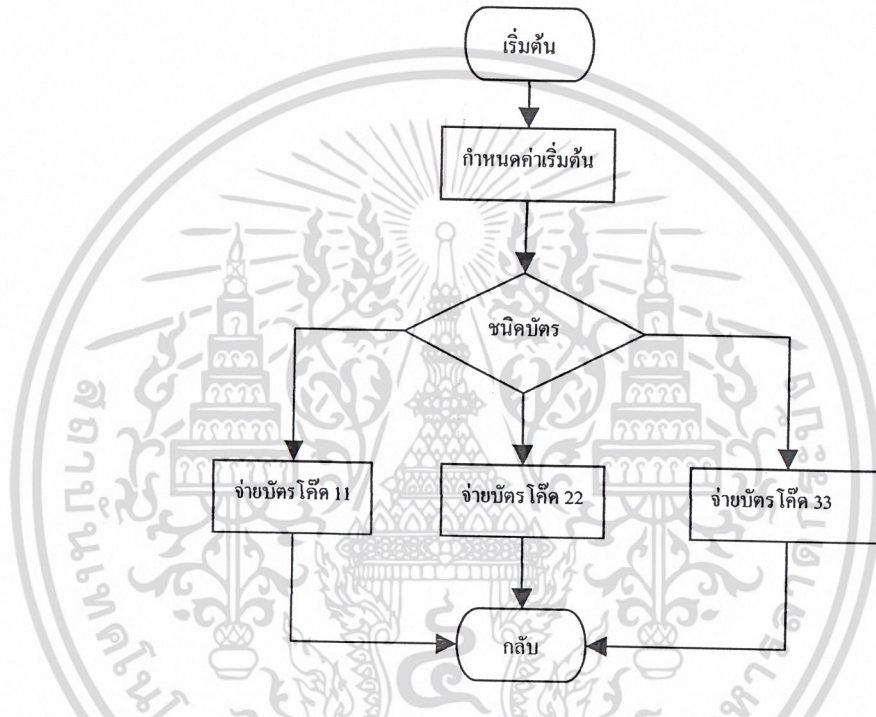 เริ่มต้น
กำหนดค่าเริ่มต้น
ชนิดบัตร
จ่ายบัตร โค๊ด 11
จ่ายบัตร โค๊ด 22
จ่ายบัตร โค๊ด 33
กลับ